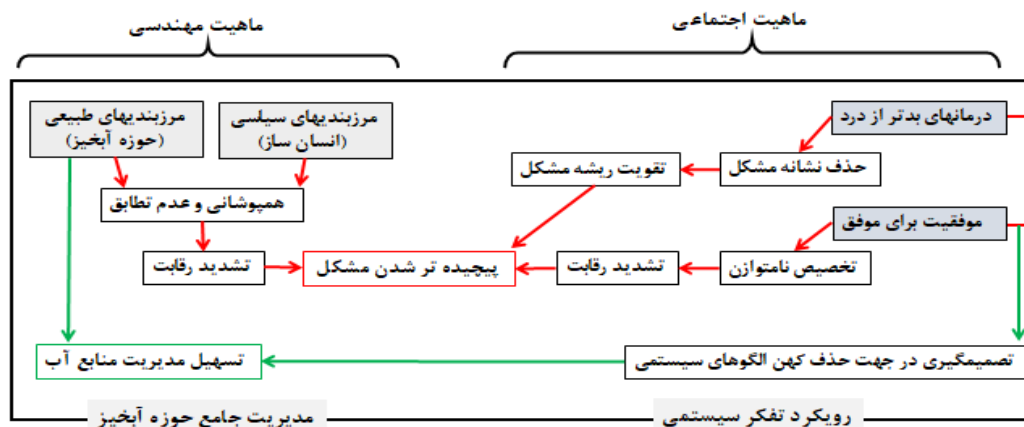 ماهیت اجتماعی
ماهیت مهندسی
درمانهای بدتر از درد
مرزبندیهای سیاسی
(انسان ساز)
مرزبندیهای طبیعی
(حوزه آبخیز)
حذف نشانه مشکل
تقویت ریشه مشکل
همپوشانی و عدم تطابق
موفقیت برای موفق
تخصیص نامتوازن
تشدید رقابت
پیچیده تر شدن مشکل
تشدید رقابت
تصمیمگیری در جهت حذف کهن الگوهای سیستمی
تسهیل مدیریت منابع آب
رویکرد تفکر سیستمی
مدیریت جامع حوزه آبخیز